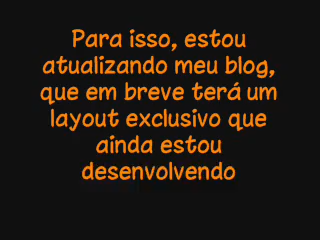 Para isso, estou
atualizando meu blog,
que em breve terá um
layout exclusivo que
ainda estou
desenvolvendo